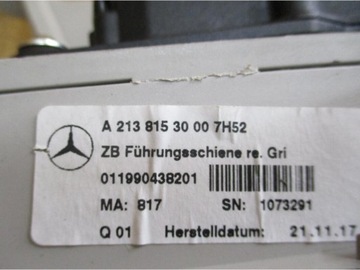 A 213 815 30 00 7H52
ZB Führungsschiene re. Gri
011990438201
MA: 817 SN: 1073291
Q 01 Herstelldatum: 21.11.17